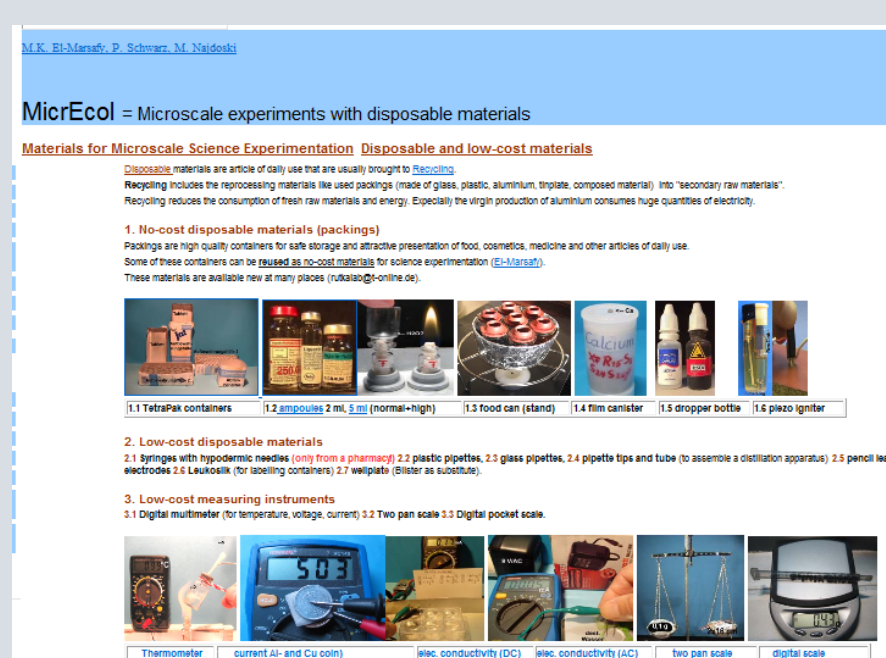 M.K. El-Marsafy, P. Schwarz, M. Najdoski
MicrEcol = Microscale experiments with disposable materials
Materials for Microscale Science Experimentation Disposable and low-cost materials
Disposable materials are article of daily use that are usually brought to Recycling.
Recycling includes the reprocessing materials like used packings (made of glass, plastic, aluminium, tinplate, composed material) into "secondary raw materials".
Recycling reduces the consumption of fresh raw materials and energy. Expecially the virgin production of aluminium consumes huge quantities of electricity.
1. No-cost disposable materials (packings)
Packings are high quality containers for safe storage and attractive presentation of food, cosmetics, medicine and other articles of daily use.
Some of these containers can be reused as no-cost materials for science experimentation (El-Marsafy).
These materials are available new at many places (rutkalab@t-online.de).
Calcium
1.1 TetraPak containers 1.2 ampoules 2 ml, 5 ml (normal+high) 1.3 food can (stand) 1.4 film canister 1.5 dropper bottle 1.6 piezo igniter
2. Low-cost disposable materials
2.1 Syringes with hypodermic needles (only from a pharmacy) 2.2 plastic pipettes, 2.3 glass pipettes, 2.4 pipette tips and tube (to assemble a distillation apparatus) 2.5 pencil lea
electrodes 2.6 Leukosilk (for labelling containers) 2.7 wellplate (Blister as substitute).
3. Low-cost measuring instruments
3.1 Digital multimeter (for temperature, voltage, current) 3.2 Two pan scale 3.3 Digital pocket scale.
503
9 VAC
0,1g
Thermometer current Al- and Cu coin) elec. conductivity (DC) elec. conductivity (AC) two pan scale digital scale